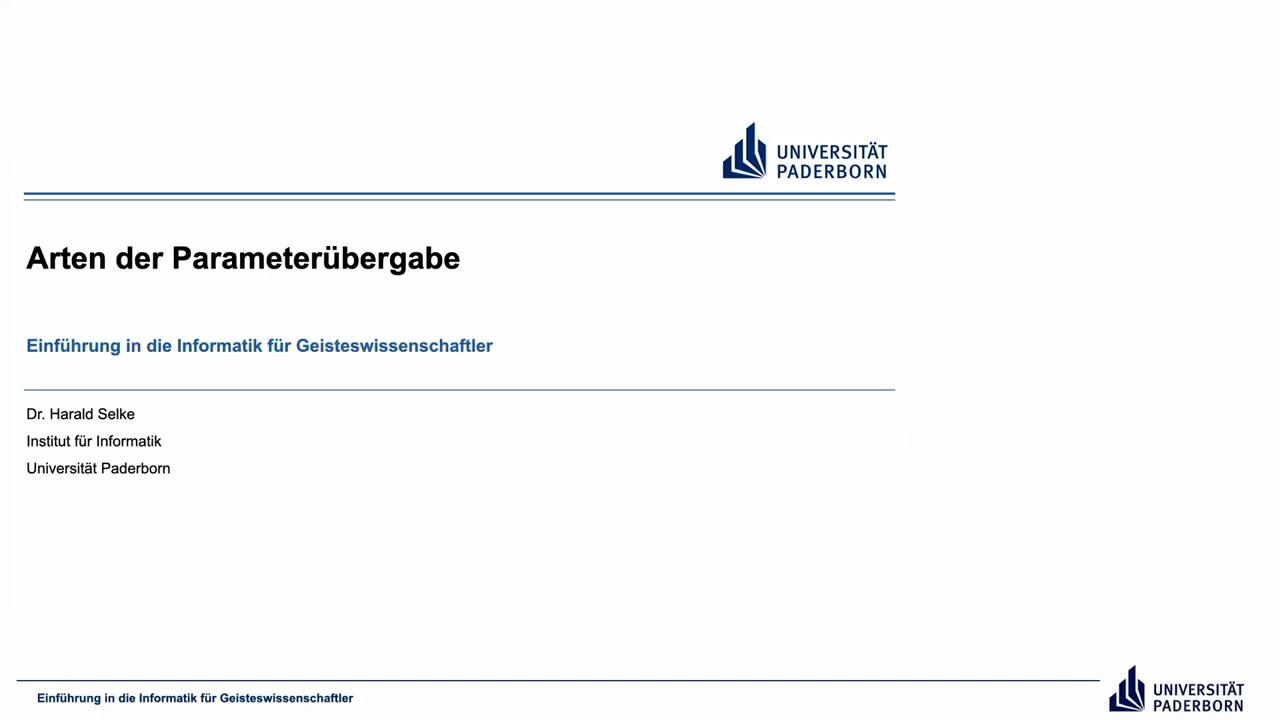 UNIVERSITÄT
PADERBORN
Arten der Parameterübergabe
Einführung in die Informatik für Geisteswissenschaftler
Dr. Harald Selke
Institut für Informatik
Universität Paderborn
Einführung in die Informatik für Geisteswissenschaftler
UNIVERSITÄT
PADERBORN